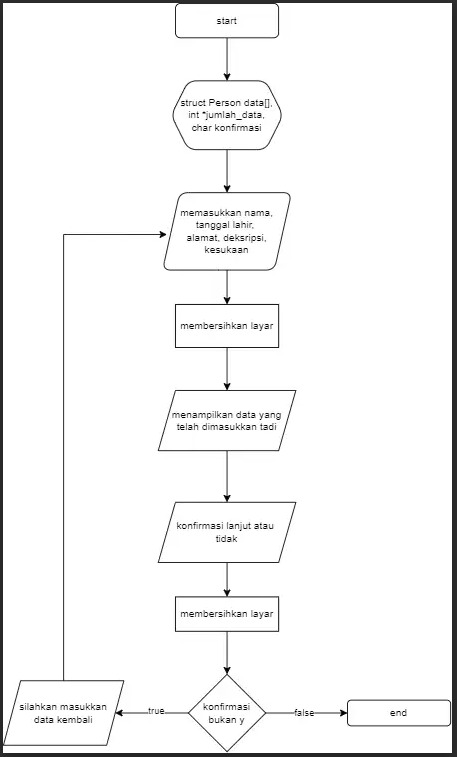 start
struct Person data[],
int *jumlah_data,
char konfirmasi
memasukkan nama,
tanggal lahir,
alamat, deksripsi,
kesukaan
membersihkan layar
menampilkan data yang
telah dimasukkan tadi
konfirmasi lanjut atau
tidak
membersihkan layar
konfirmasi
bukan y
true
false
silahkan masukkan
data kembali
end